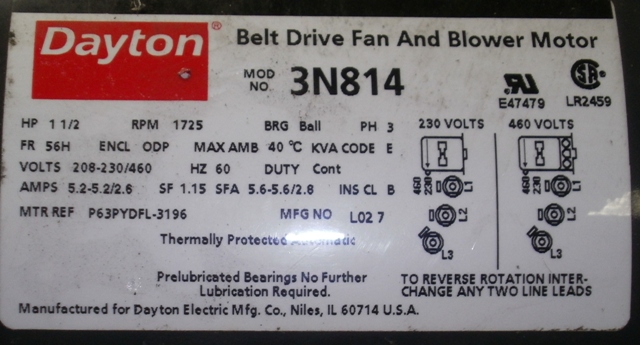 Dayton®
Belt Drive Fan And Blower Motor
MOD NO. 3N814
E47479
LR2459
HP 1 1/2 RPM 1725 BRG Ball PH 3
FR 56H ENCL ODP MAX AMB 40 °C KVA CODE E
VOLTS 208-230/460 HZ 60 DUTY Cont
AMPS 5.2-5.2/2.6 SF 1.15 SFA 5.6-5.6/2.8 INS CL B
MTR REF P63PYDFL-3196 MFG NO L02 7
Thermally Protected Automatic
Prelubricated Bearings No Further
Lubrication Required.
Manufactured for Dayton Electric Mfg. Co., Niles, IL 60714 U.S.A.
230 VOLTS 460 VOLTS
460 230 L1 460 230 L1
L2 L2
L3 L3
TO REVERSE ROTATION INTER-
CHANGE ANY TWO LINE LEADS